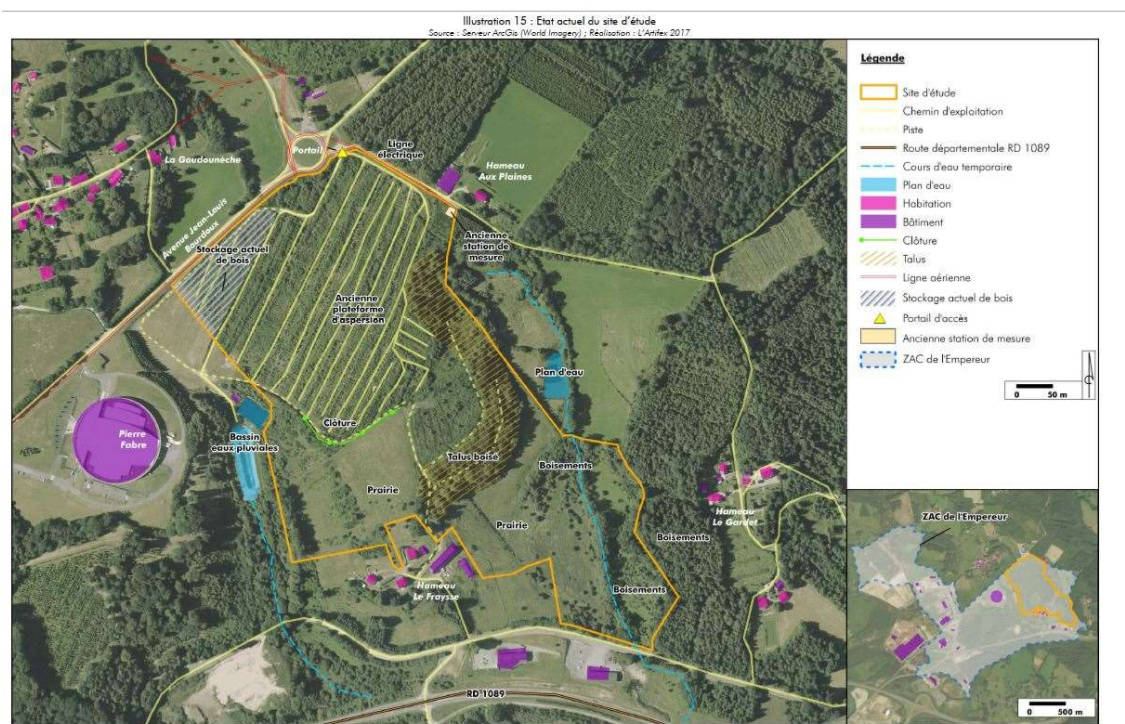 Illustration 15 : Etat actuel du site d'étude
Source : Serveur ArcGis (World Imagery) ; Réalisation : L'Artifex 2017
Portail
Ligne
électrique
La Gaudounèche
Hameau
Aux Plaines
Avenue Jean-Louis
Bourdoux
Stockage actuel
de bois
Ancienne
station de
mesure
Ancienne
plateforme
d'aspersion
Plan d'eau
Clôture
Pierre
Fabre
Bassin
eaux pluviales
Talus boisé
Boisements
Prairie
Prairie
Hameau
Le Gardet
Boisements
Boisements
Hameau
Le Fraysse
RD 1089
Légende
Site d'étude
Chemin d'exploitation
Piste
Route départementale RD 1089
Cours d'eau temporaire
Plan d'eau
Habitation
Bâtiment
Clôture
Talus
Ligne aérienne
Stockage actuel de bois
Portail d'accès
Ancienne station de mesure
ZAC de l'Empereur
0 50 m
ZAC de l'Empereur
0 500 m